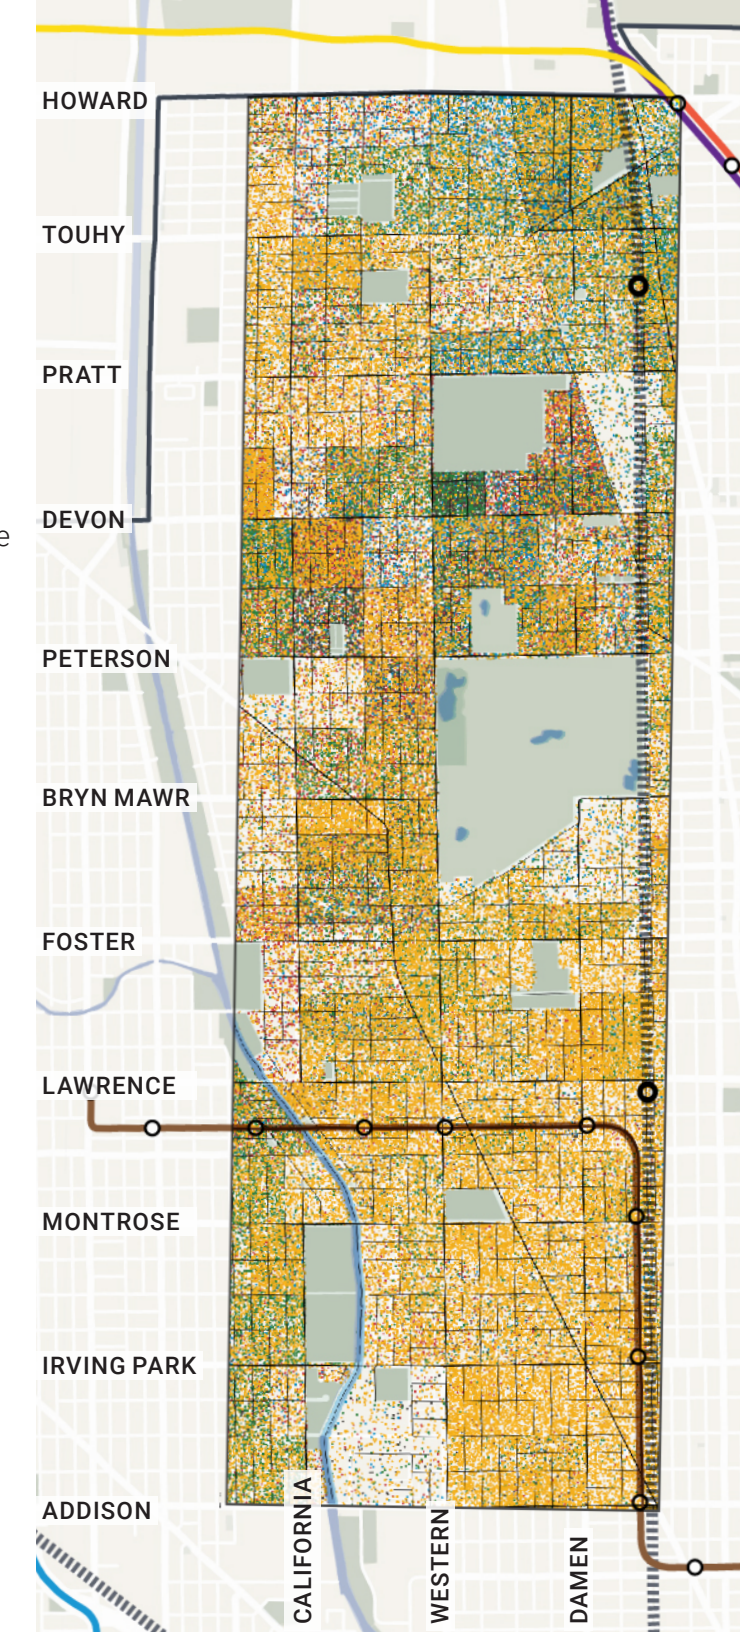 HOWARD
TOUHY
PRATT
DEVON
e
PETERSON
BRYN MAWR
FOSTER
LAWRENCE
MONTROSE
IRVING PARK
ADDISON
CALIFORNIA
WESTERN
DAMEN